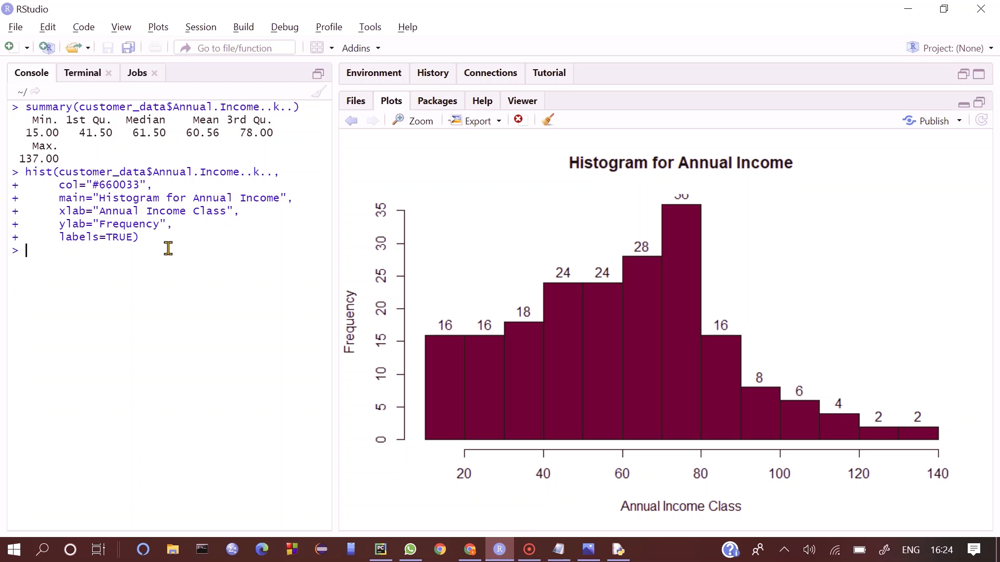 RStudio
File Edit Code View Plots Session Build Debug Profile Tools Help
Go to file/function Addins Project: (None)
Console Terminal Jobs
~/
> summary(customer_data$Annual.Income..k..)
Min. 1st Qu. Median Mean 3rd Qu.
15.00 41.50 61.50 60.56 78.00
Max.
137.00
> hist(customer_data$Annual.Income..k..,
+ col="#660033",
+ main="Histogram for Annual Income",
+ xlab="Annual Income Class",
+ ylab="Frequency",
+ labels=TRUE)
>
Environment History Connections Tutorial
Files Plots Packages Help Viewer
Zoom Export Publish
Histogram for Annual Income
Frequency
35
30
25
20
15
10
5
0
16 16 18 24 24 28 16 8 6 4 2 2
20 40 60 80 100 120 140
Annual Income Class
ENG 16:24